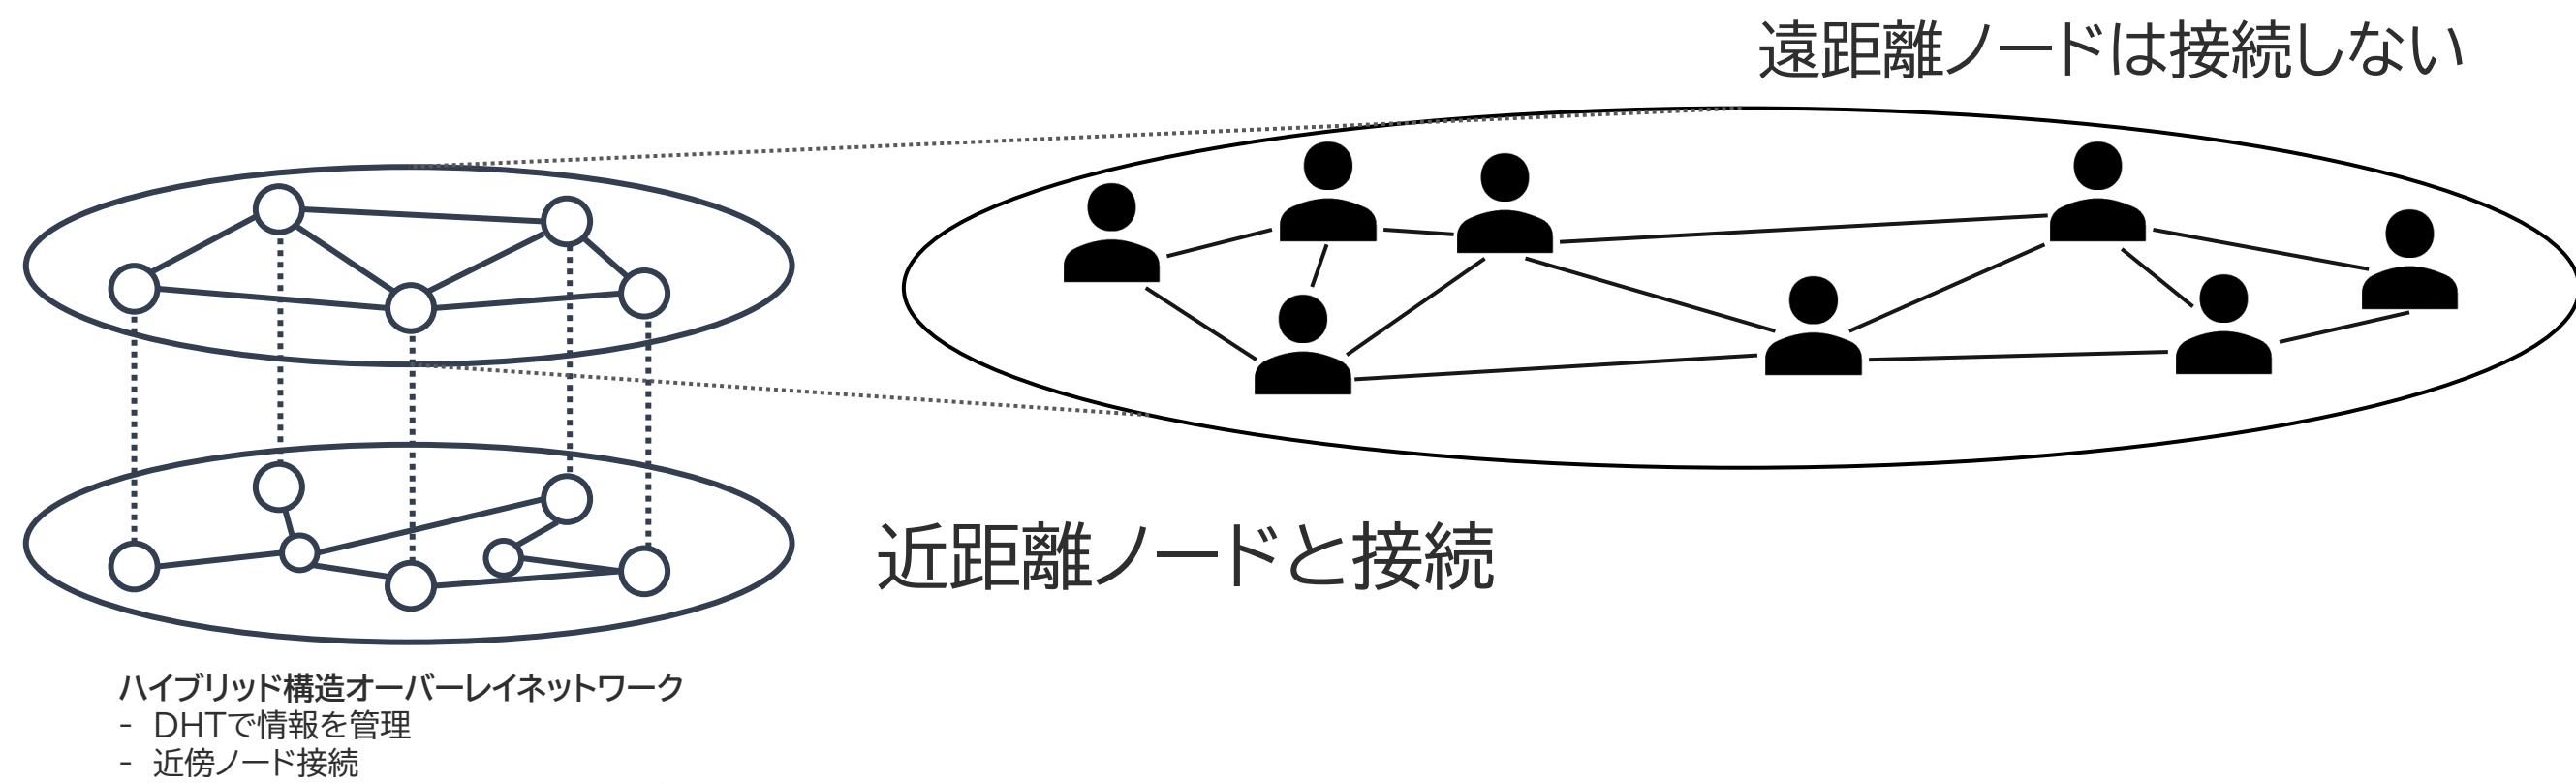 遠距離ノードは接続しない
近距離ノードと接続
ハイブリッド構造オーバーレイネットワーク
- DHTで情報を管理
- 近傍ノード接続